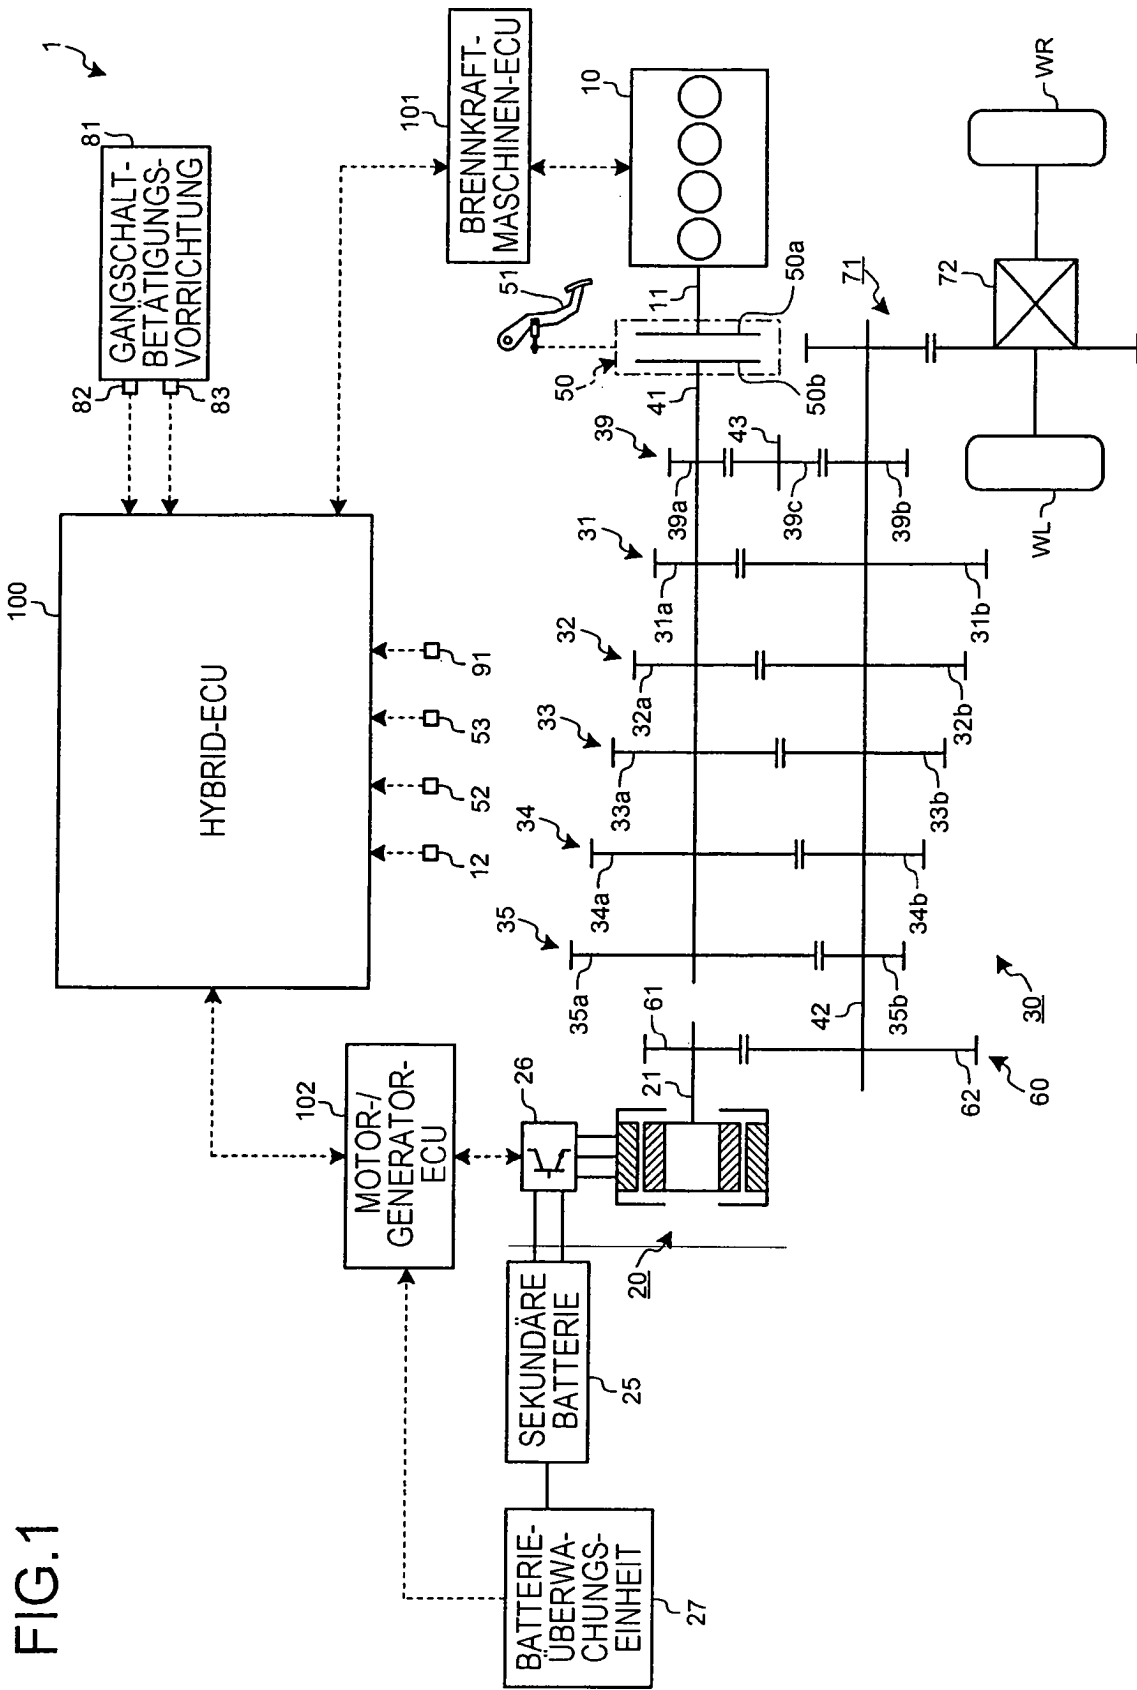 FIG.1
1
100
HYBRID-ECU
GANGSCHALT-
BETÄTIGUNGS-
VORRICHTUNG
81
82
83
101
BRENNKRAFT-
MASCHINEN-ECU
102
MOTOR-/
GENERATOR-
ECU
12
52
53
91
BATTERIE-
ÜBERWA-
CHUNGS-
EINHEIT
27
SEKUNDÄRE
BATTERIE
25
26
20
21
51
10
11
50
50a
50b
41
39
39a
43
39c
39b
31
31a
31b
32
32a
32b
33
33a
33b
34
34a
34b
35
35a
35b
61
42
62
60
30
71
72
WR
WL